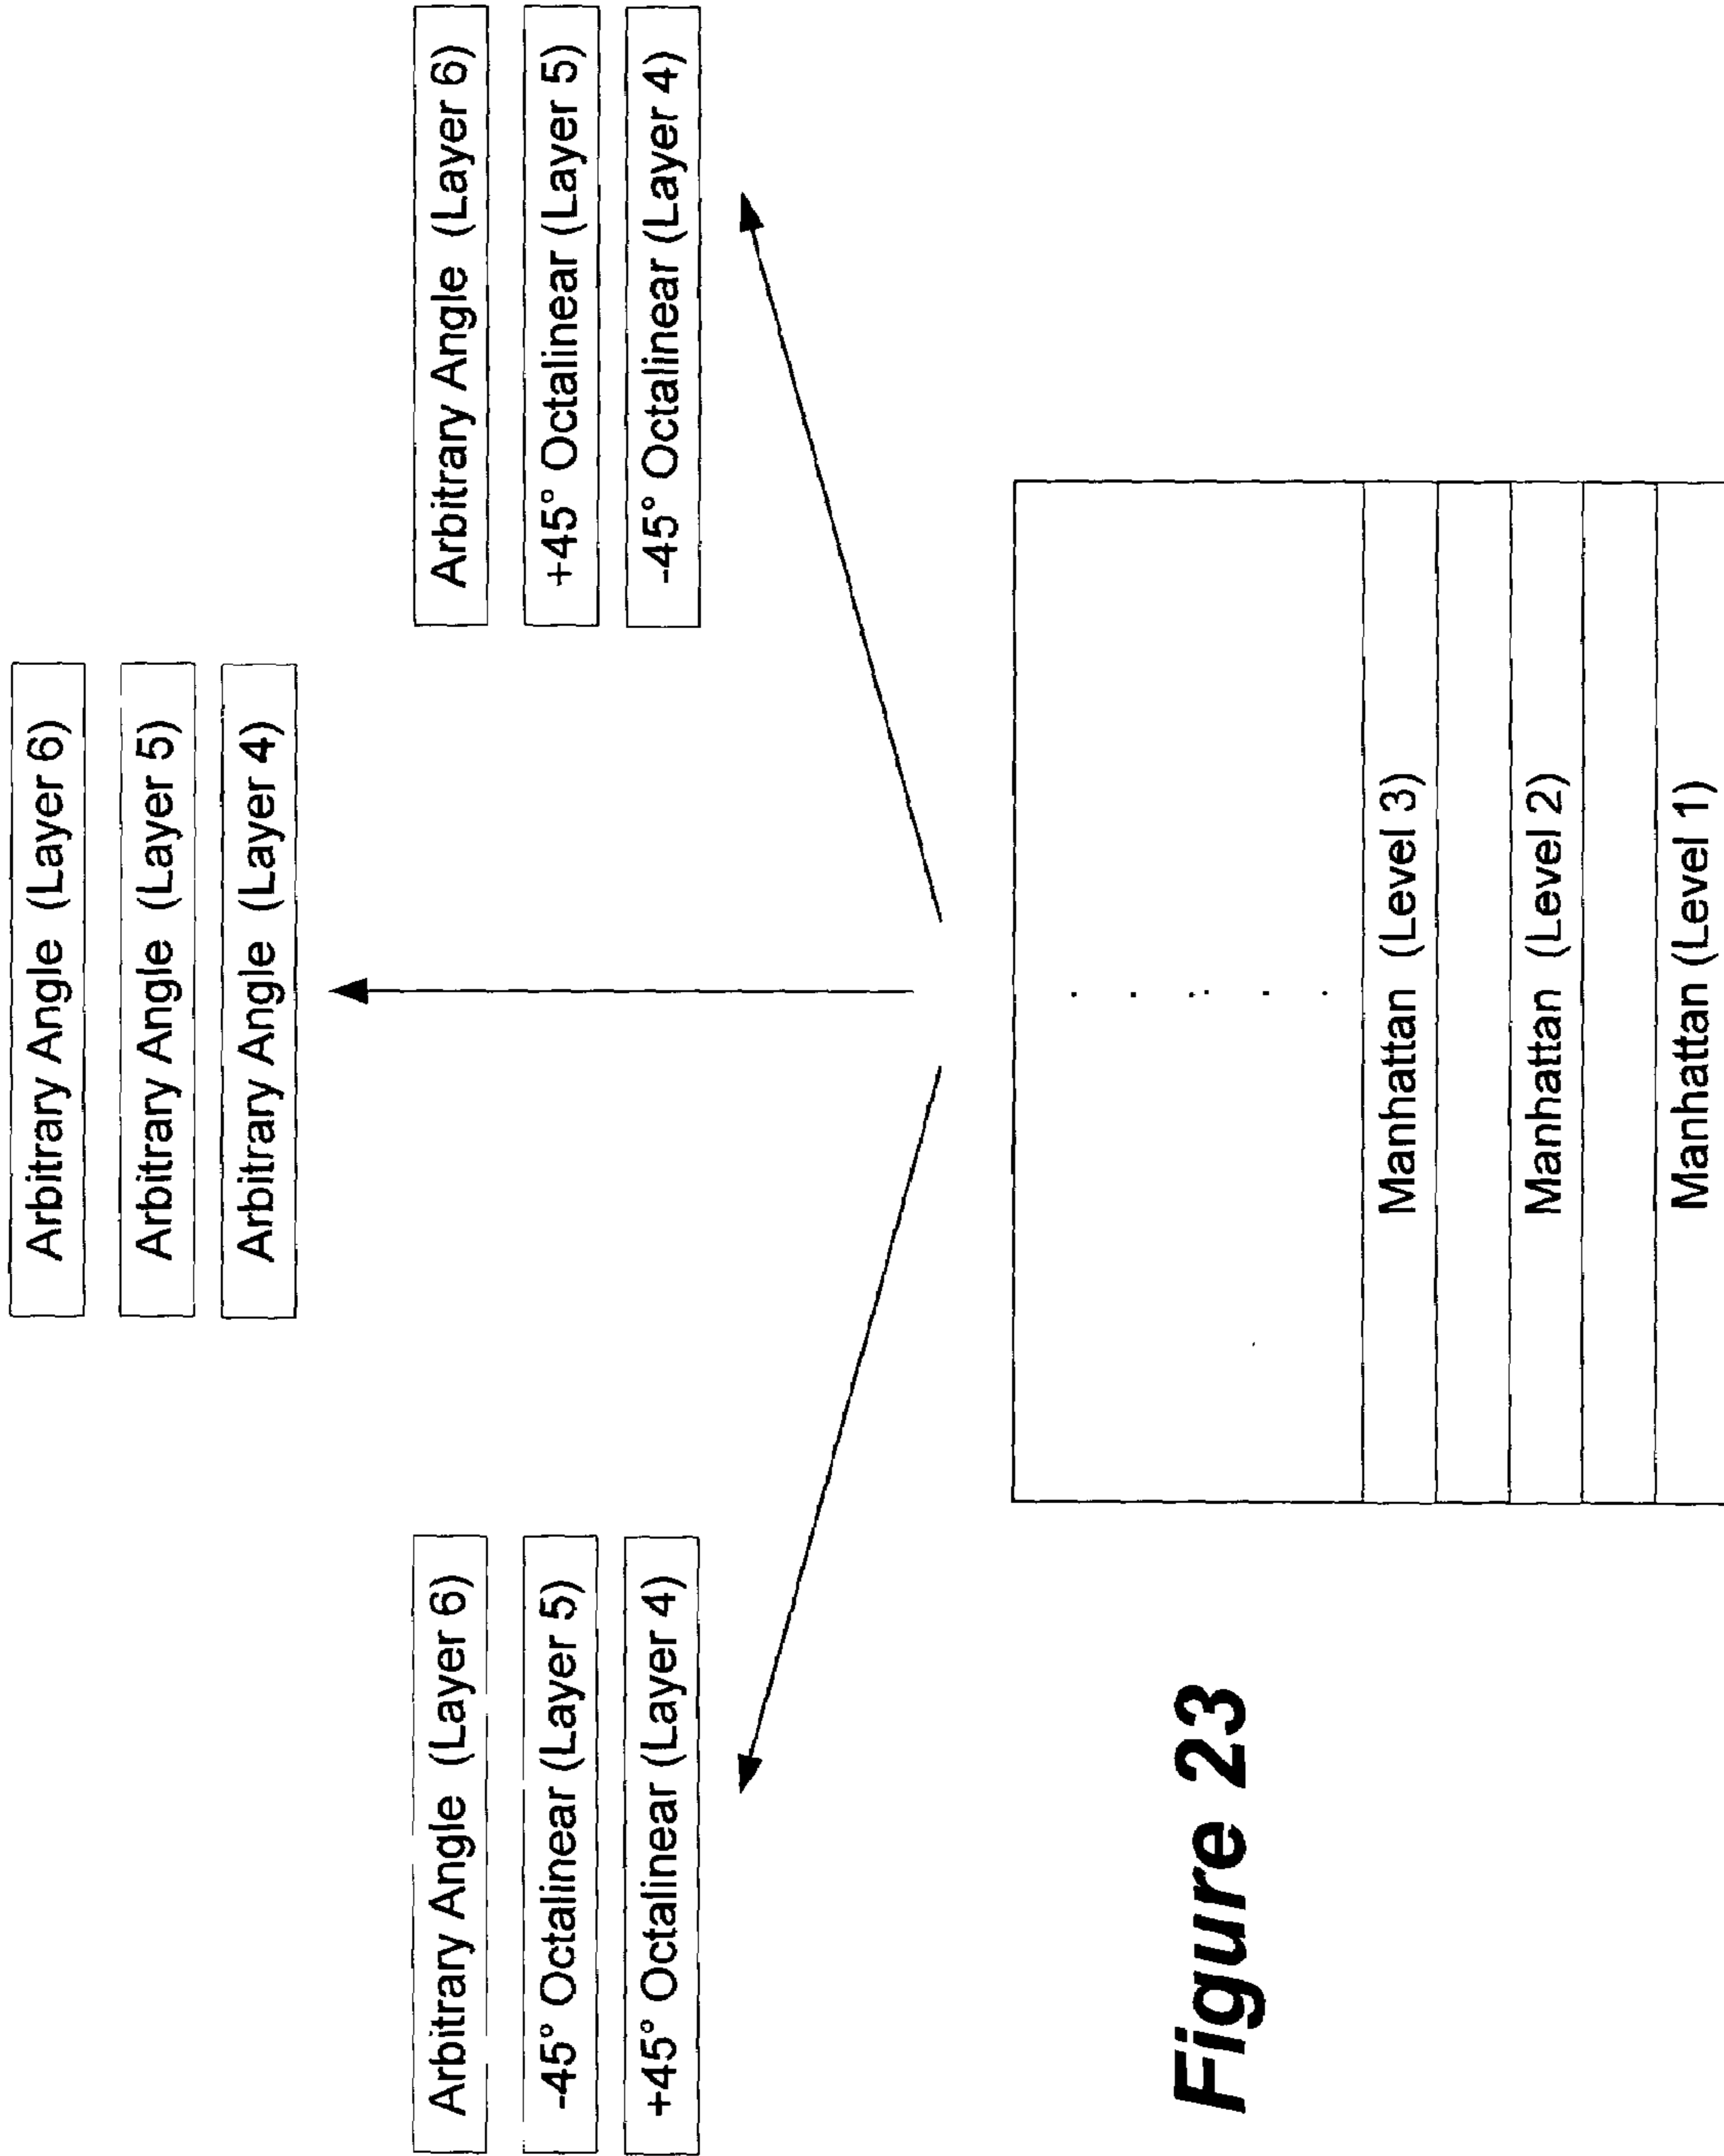 Arbitrary Angle (Layer 6)
Arbitrary Angle (Layer 5)
Arbitrary Angle (Layer 4)
Arbitrary Angle (Layer 6)
-45° Octalinear (Layer 5)
+45° Octalinear (Layer 4)
Arbitrary Angle (Layer 6)
+45° Octalinear (Layer 5)
-45° Octalinear (Layer 4)
Manhattan (Level 3)
Manhattan (Level 2)
Manhattan (Level 1)
Figure 23